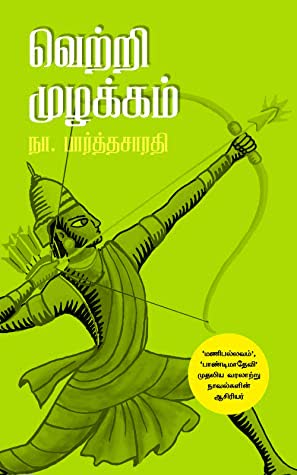 வெற்றி
முழக்கம்
நா. பார்த்தசாரதி
'மணிபல்லவம்',
'பாண்டிமாதேவி'
முதலிய வரலாற்று
நாவல்களின்
ஆசிரியர்